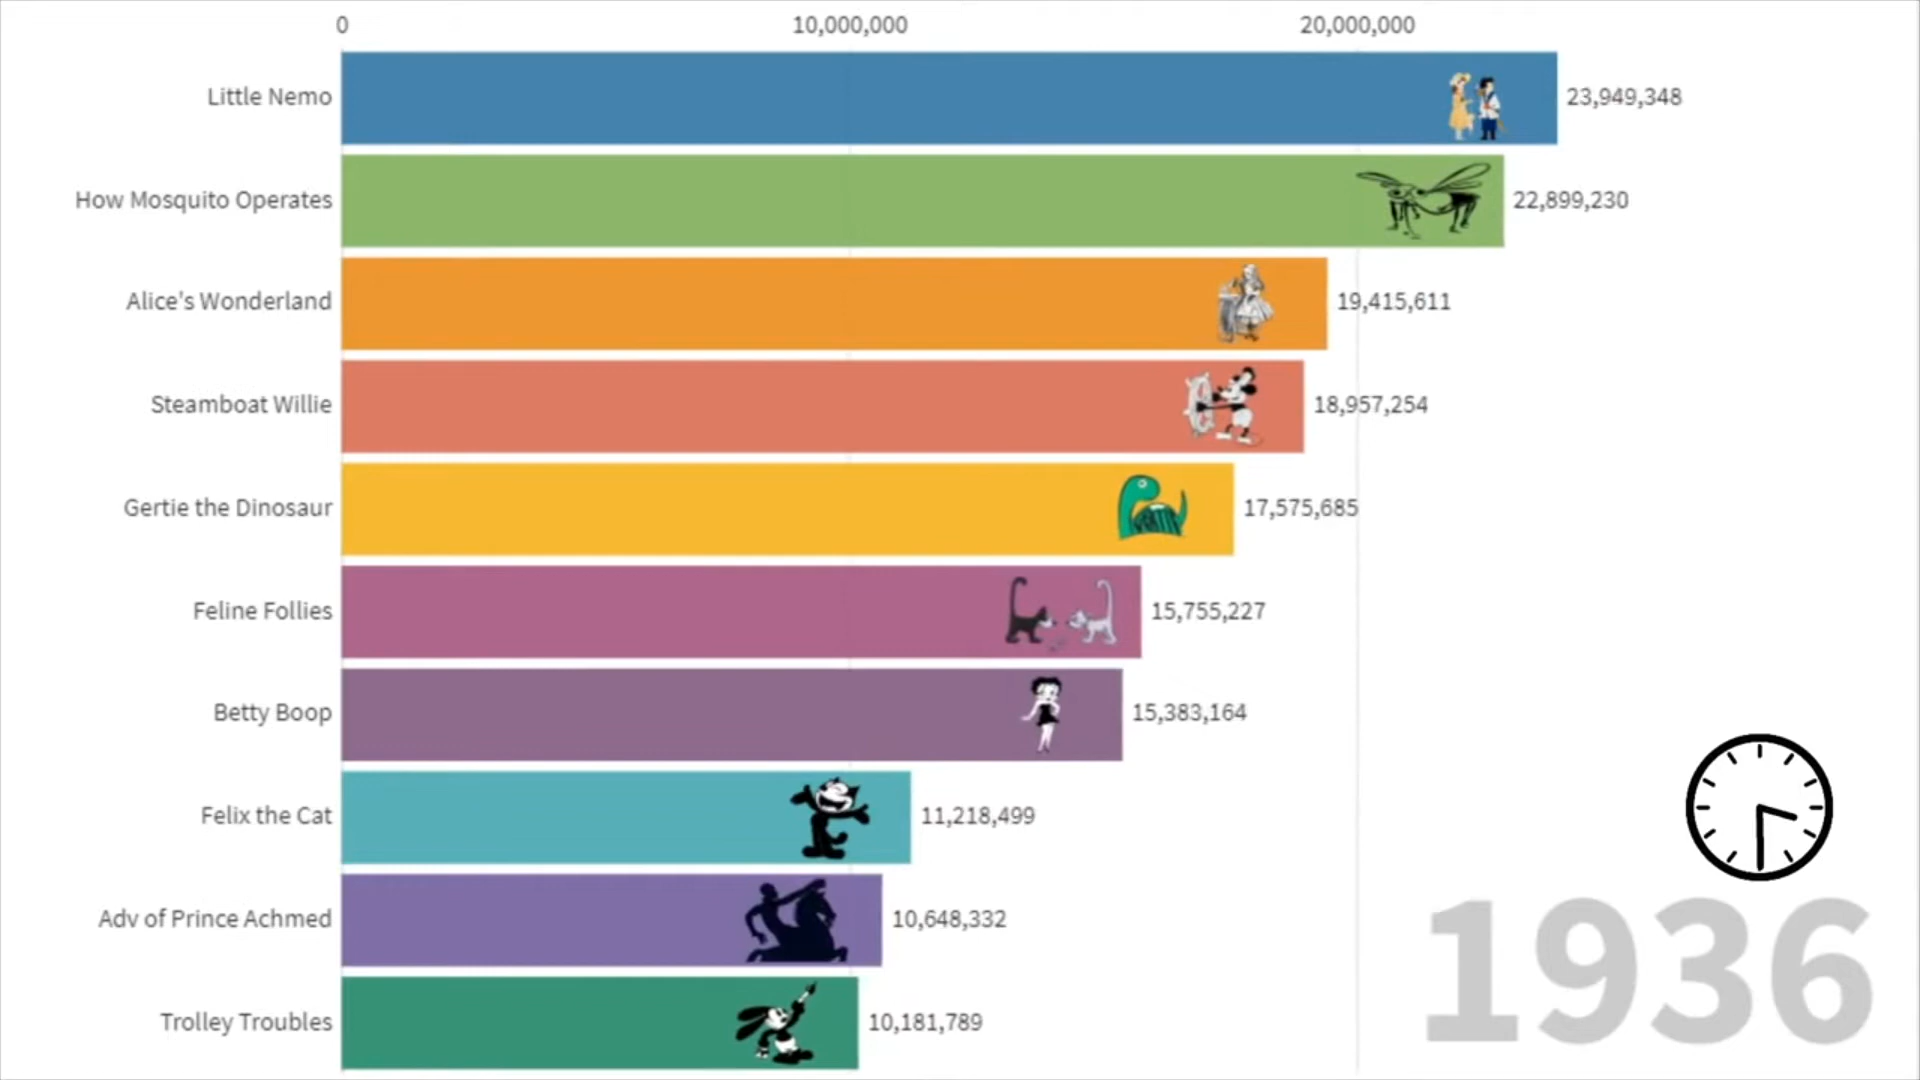 0 10,000,000 20,000,000
Little Nemo 23,949,348
How Mosquito Operates 22,899,230
Alice's Wonderland 19,415,611
Steamboat Willie 18,957,254
Gertie the Dinosaur 17,575,685
Feline Follies 15,755,227
Betty Boop 15,383,164
Felix the Cat 11,218,499
Adv of Prince Achmed 10,648,332
Trolley Troubles 10,181,789
1936